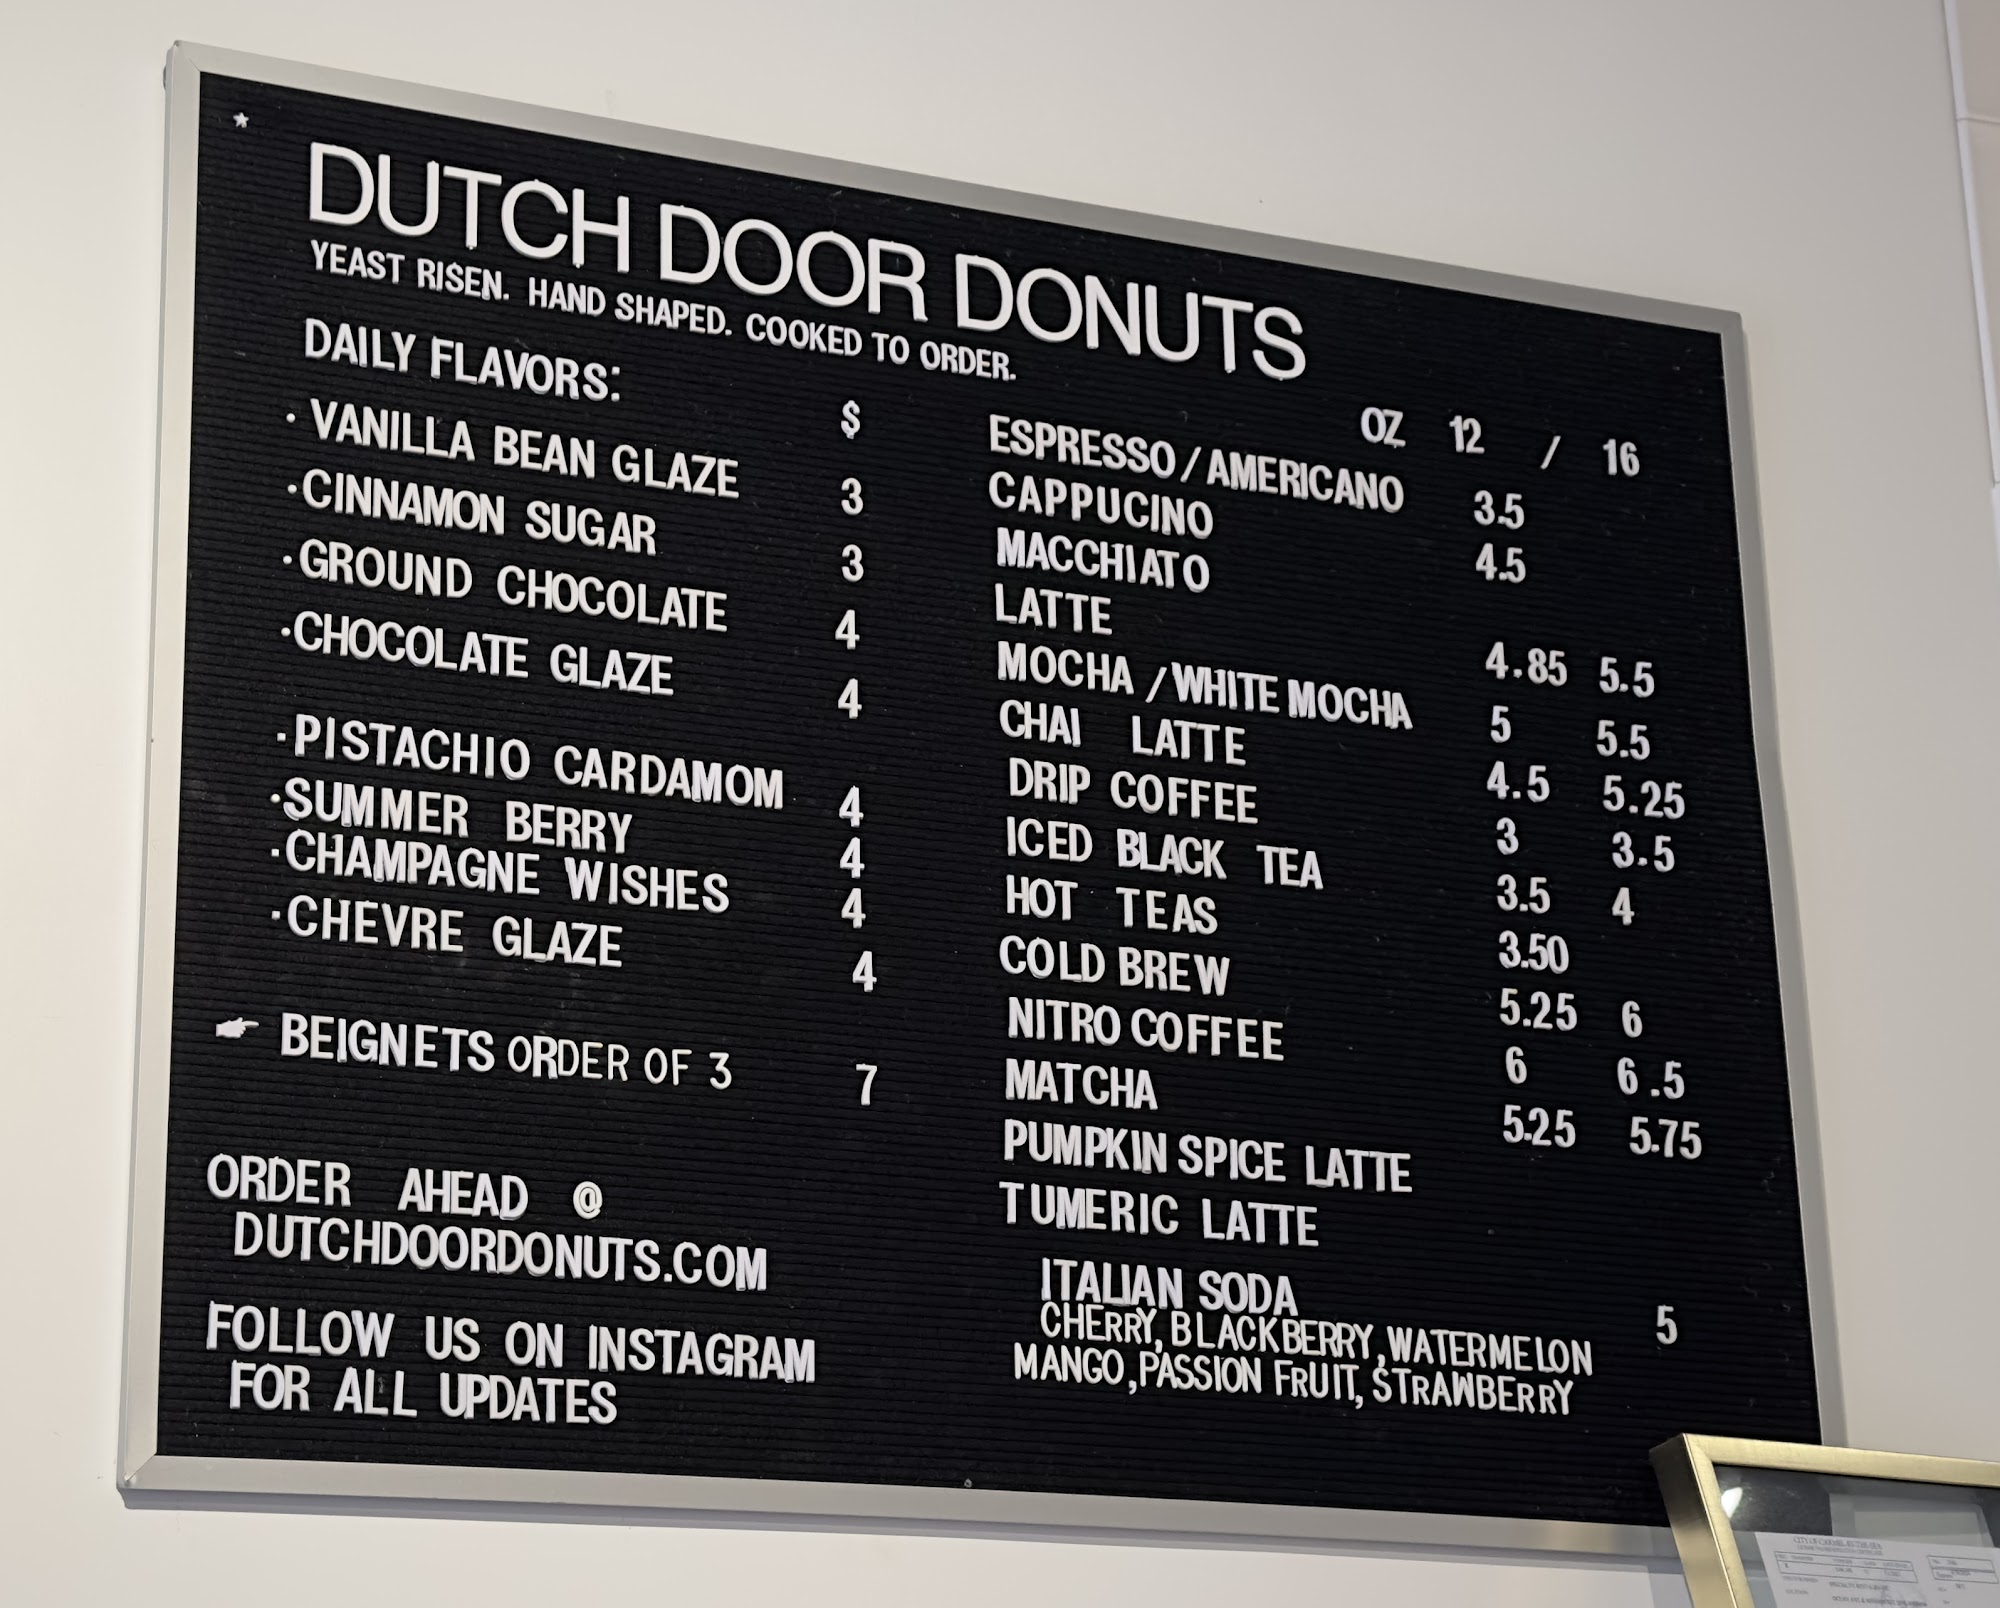 DUTCH DOOR DONUTS
YEAST RISEN. HAND SHAPED. COOKED TO ORDER.
DAILY FLAVORS: $
· VANILLA BEAN GLAZE 3
· CINNAMON SUGAR 3
· GROUND CHOCOLATE 4
· CHOCOLATE GLAZE 4
· PISTACHIO CARDAMOM 4
· SUMMER BERRY 4
· CHAMPAGNE WISHES 4
· CHEVRE GLAZE 4
BEIGNETS ORDER OF 3 7
ORDER AHEAD @
DUTCHDOORDONUTS.COM
FOLLOW US ON INSTAGRAM
FOR ALL UPDATES
OZ 12 / 16
ESPRESSO / AMERICANO 3.5
CAPPUCINO 4.5
MACCHIATO
LATTE 4.85 5.5
MOCHA / WHITE MOCHA 5 5.5
CHAI LATTE 4.5 5.25
DRIP COFFEE 3 3.5
ICED BLACK TEA 3.5 4
HOT TEAS 3.50
COLD BREW 5.25 6
NITRO COFFEE 6 6.5
MATCHA 5.25 5.75
PUMPKIN SPICE LATTE
TUMERIC LATTE
ITALIAN SODA 5
CHERRY, BLACKBERRY, WATERMELON
MANGO, PASSION FRUIT, STRAWBERRY
CITY OF CARMEL-BY-THE-SEA